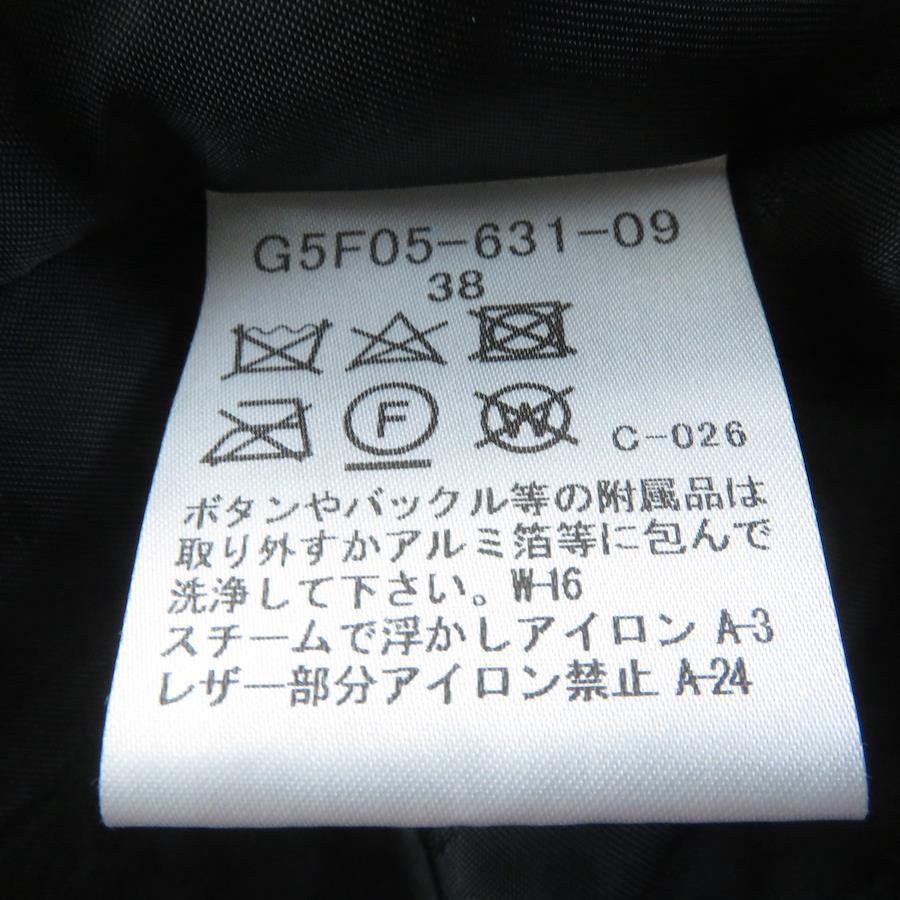 G5F05-631-09
38
F W C-026
ボタンやバックル等の附属品は
取り外すかアルミ箔等に包んで
洗浄して下さい。W-16
スチームで浮かしアイロン A-3
レザー部分アイロン禁止 A-24